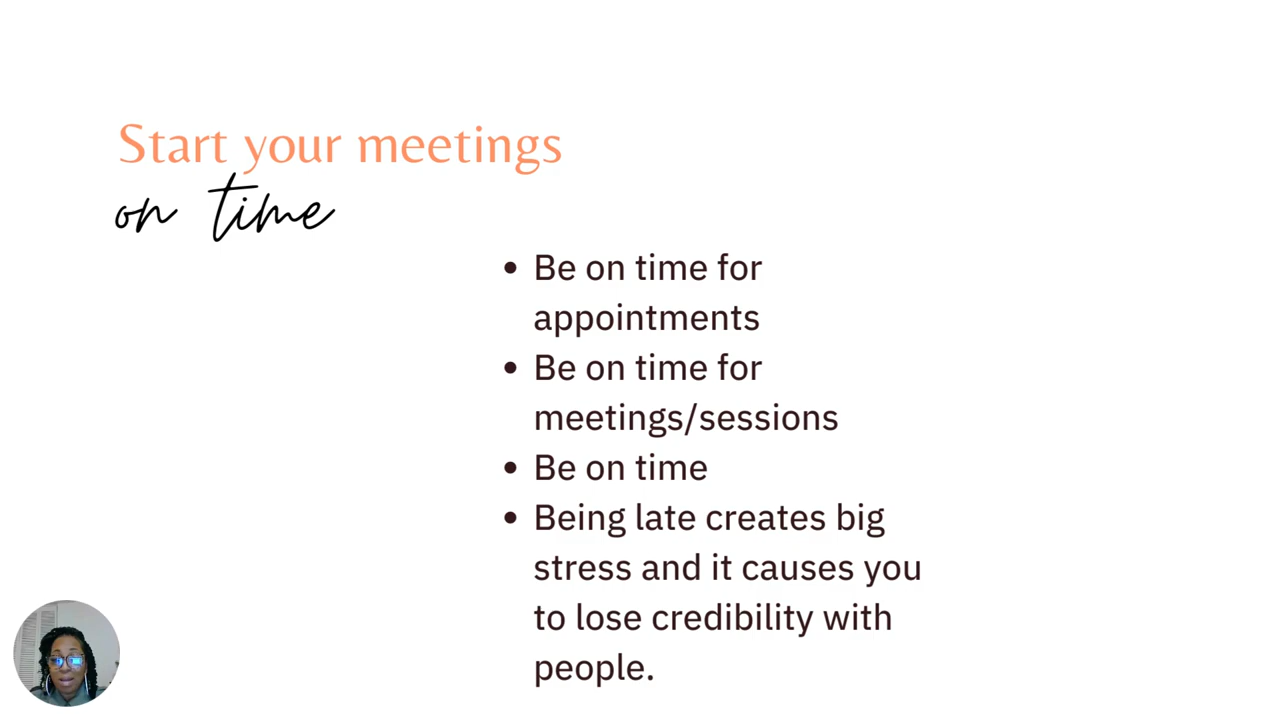 Start your meetings
on time
• Be on time for
appointments
• Be on time for
meetings/sessions
• Be on time
• Being late creates big
stress and it causes you
to lose credibility with
people.